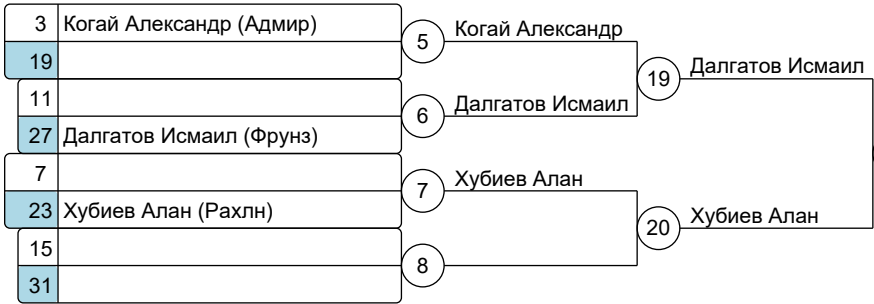 3 Когай Александр (Адмир)
5 Когай Александр
19
19 Далгатов Исмаил
11
6 Далгатов Исмаил
27 Далгатов Исмаил (Фрунз)
7
7 Хубиев Алан
23 Хубиев Алан (Рахлн)
20 Хубиев Алан
15
8
31